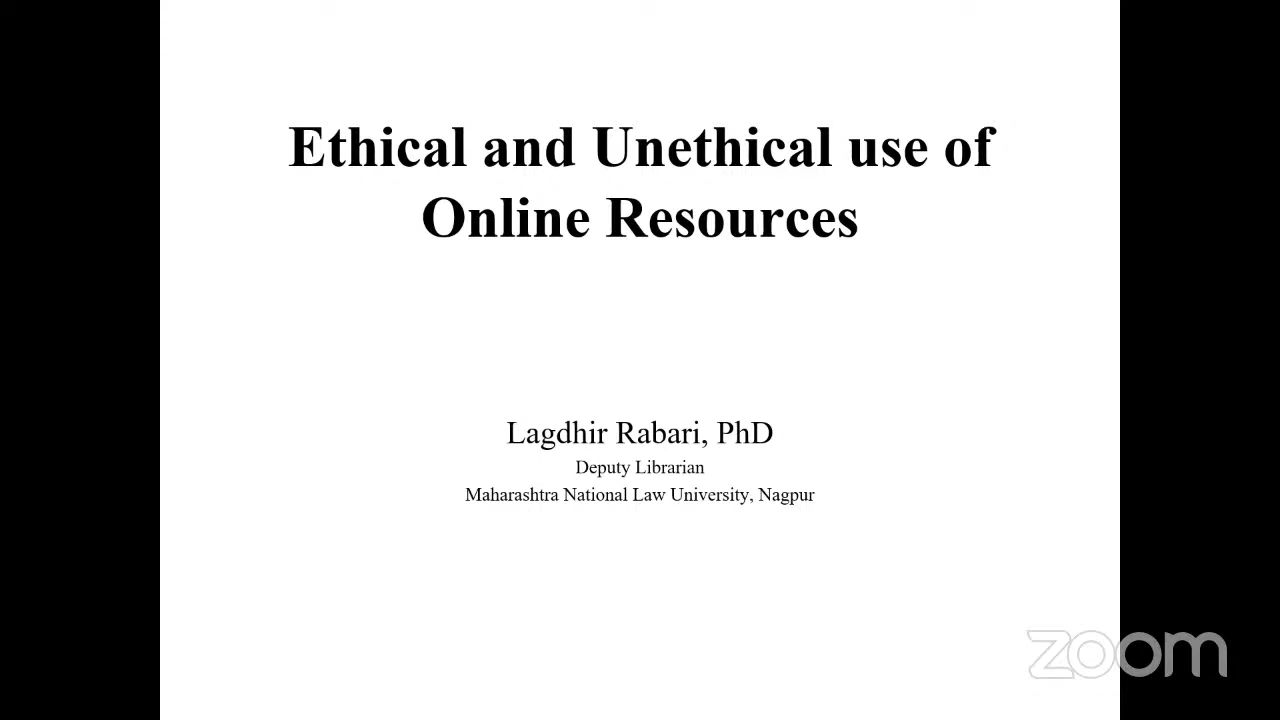 Ethical and Unethical use of
Online Resources
Lagdhir Rabari, PhD
Deputy Librarian
Maharashtra National Law University, Nagpur
zoom